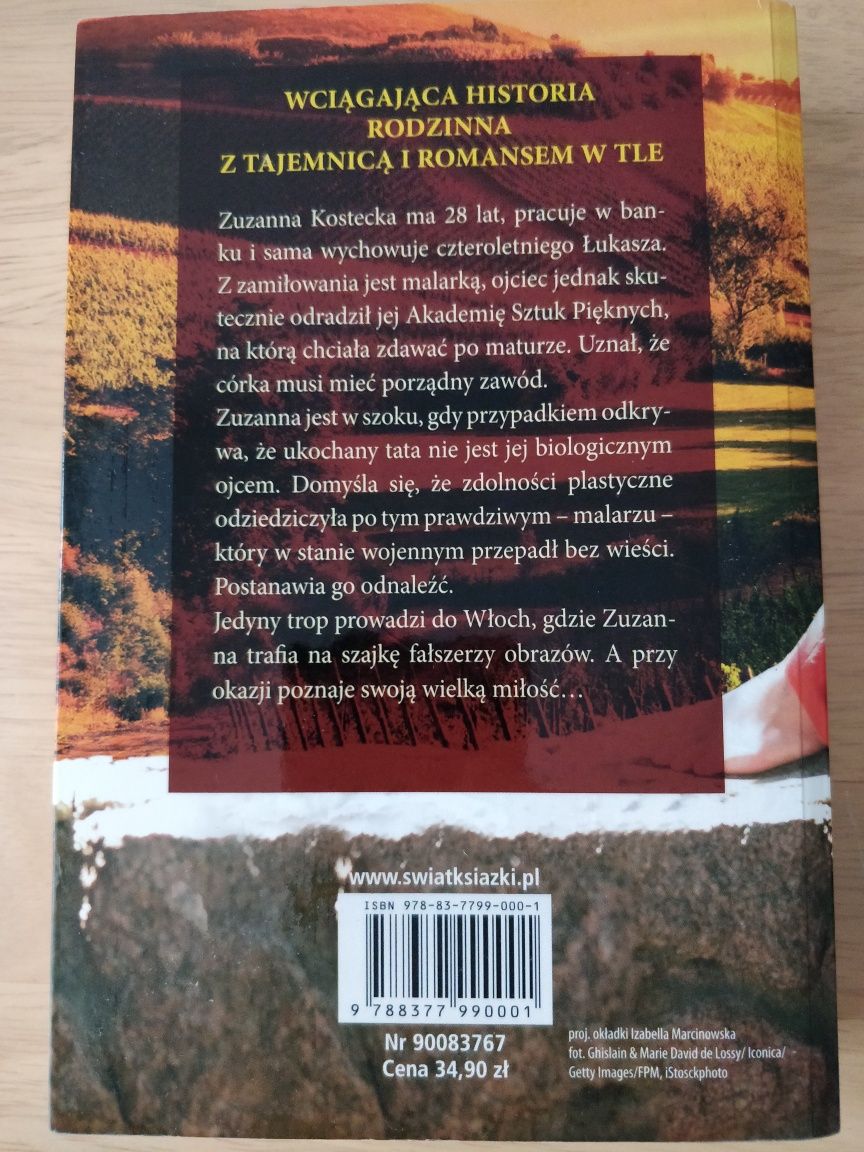 WCIĄGAJĄCA HISTORIA
RODZINNA
Z TAJEMNICĄ I ROMANSEM W TLE
Zuzanna Kostecka ma 28 lat, pracuje w ban-
ku i sama wychowuje czteroletniego Łukasza.
Z zamiłowania jest malarką, ojciec jednak sku-
tecznie odradził jej Akademię Sztuk Pięknych,
na którą chciała zdawać po maturze. Uznał, że
córka musi mieć porządny zawód.
Zuzanna jest w szoku, gdy przypadkiem odkry-
wa, że ukochany tata nie jest jej biologicznym
ojcem. Domyśla się, że zdolności plastyczne
odziedziczyła po tym prawdziwym – malarzu –
który w stanie wojennym przepadł bez wieści.
Postanawia go odnaleźć.
Jedyny trop prowadzi do Włoch, gdzie Zuzan-
na trafia na szajkę fałszerzy obrazów. A przy
okazji poznaje swoją wielką miłość…
www.swiatksiazki.pl
ISBN 978-83-7799-000-1
9 788377 990001
Nr 90083767
Cena 34,90 zł
proj. okładki Izabella Marcinowska
fot. Ghislain & Marie David de Lossy/ Iconica/
Getty Images/FPM, iStosckphoto